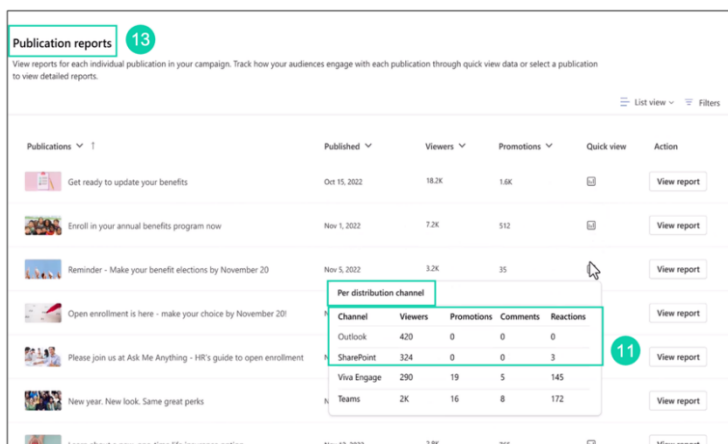 Publication reports
13
View reports for each individual publication in your campaign. Track how your audiences engage with each publication through quick view data or select a publication
to view detailed reports.
List view Filters
Publications ↑ Published Viewers Promotions Quick view Action
Get ready to update your benefits Oct 15, 2022 18.2K 1.6K View report
Enroll in your annual benefits program now Nov 1, 2022 7.2K 512 View report
Reminder - Make your benefit elections by November 20 Nov 5, 2022 3.2K 35 View report
Per distribution channel
Channel Viewers Promotions Comments Reactions
Open enrollment is here - make your choice by November 20! N View report
Outlook 420 0 0 0
SharePoint 324 0 0 3
11
Please join us at Ask Me Anything - HR's guide to open enrollment N View report
Viva Engage 290 19 5 145
New year. New look. Same great perks N View report
Teams 2K 16 8 172